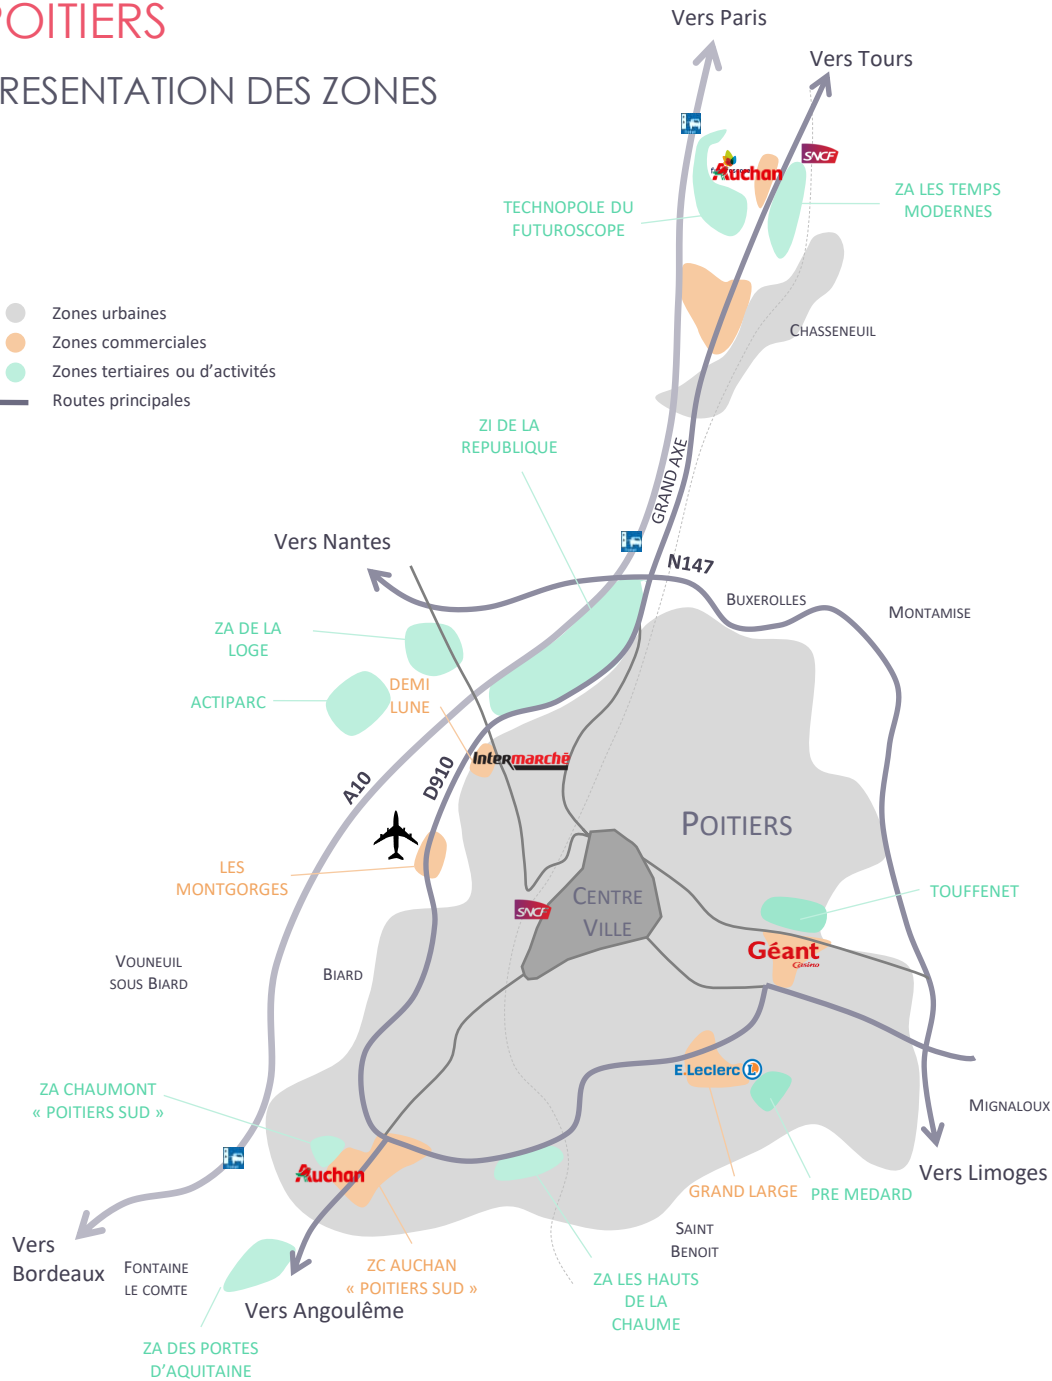 POITIERS
RESENTATION DES ZONES
Vers Paris
Vers Tours
SNCF
Auchan
ZA LES TEMPS
MODERNES
TECHNOPOLE DU
FUTUROSCOPE
Zones urbaines
Zones commerciales
Zones tertiaires ou d’activités
Routes principales
CHASSENEUIL
ZI DE LA
REPUBLIQUE
GRAND AXE
Vers Nantes
N147
BUXEROLLES
MONTAMISE
ZA DE LA
LOGE
ACTIPARC
DEMI
LUNE
Intermarché
A10
D910
POITIERS
LES
MONTGORGES
CENTRE
VILLE
SNCF
TOUFFENET
Géant
Casino
VOUNEUIL
SOUS BIARD
BIARD
E.Leclerc L
ZA CHAUMONT
« POITIERS SUD »
MIGNALOUX
Auchan
Vers Limoges
GRAND LARGE
PRE MEDARD
SAINT
BENOIT
Vers
Bordeaux
FONTAINE
LE COMTE
ZC AUCHAN
« POITIERS SUD »
ZA LES HAUTS
DE LA
CHAUME
Vers Angoulême
ZA DES PORTES
D’AQUITAINE